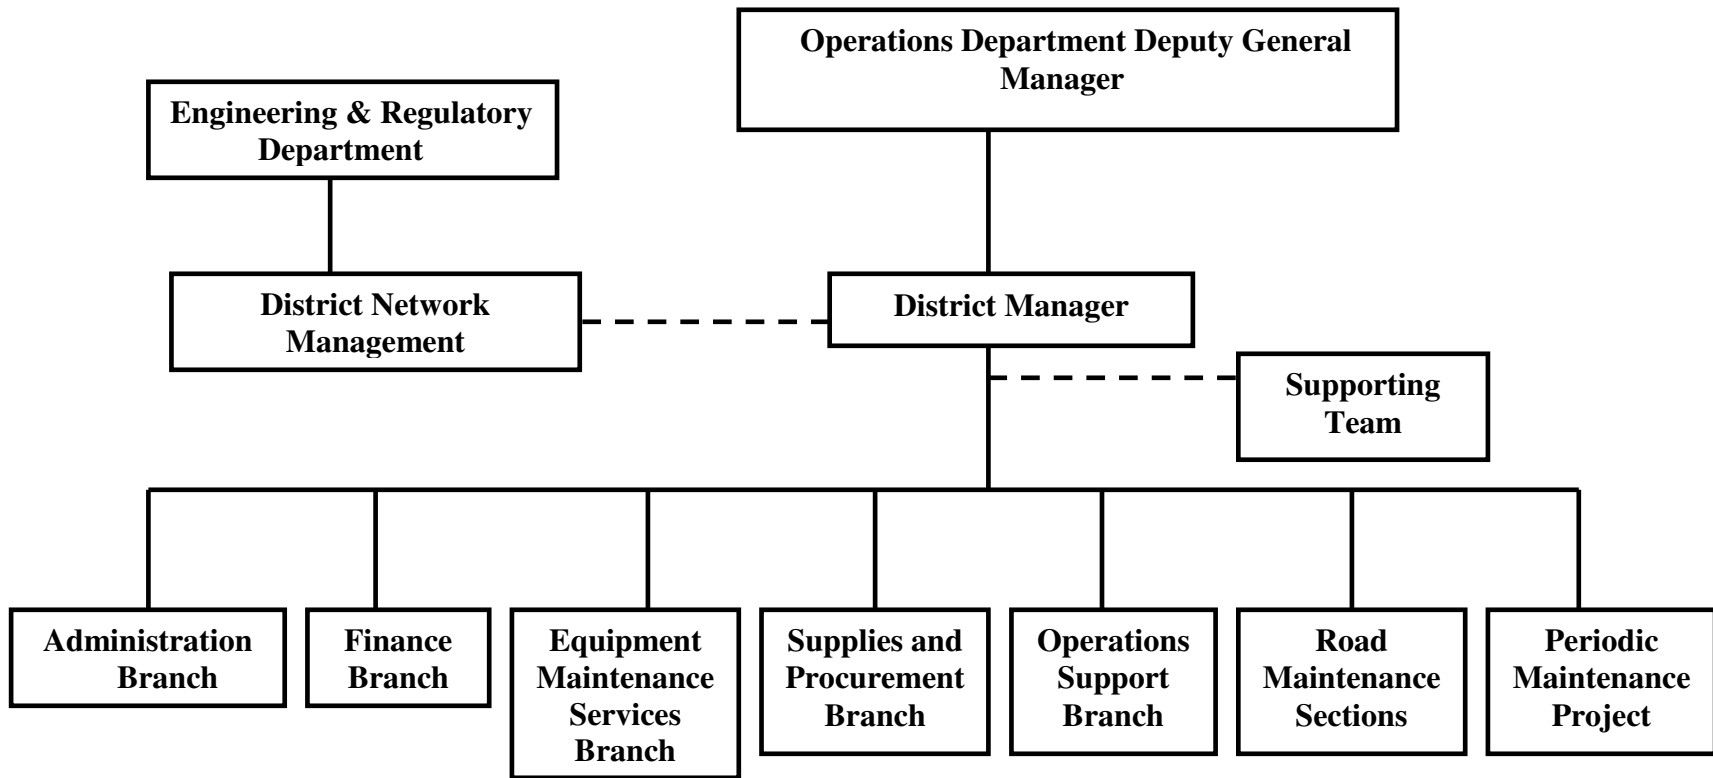 Operations Department Deputy General
Manager
Engineering & Regulatory
Department
District Network
Management
District Manager
Supporting
Team
Administration
Branch
Finance
Branch
Equipment
Maintenance
Services
Branch
Supplies and
Procurement
Branch
Operations
Support
Branch
Road
Maintenance
Sections
Periodic
Maintenance
Project